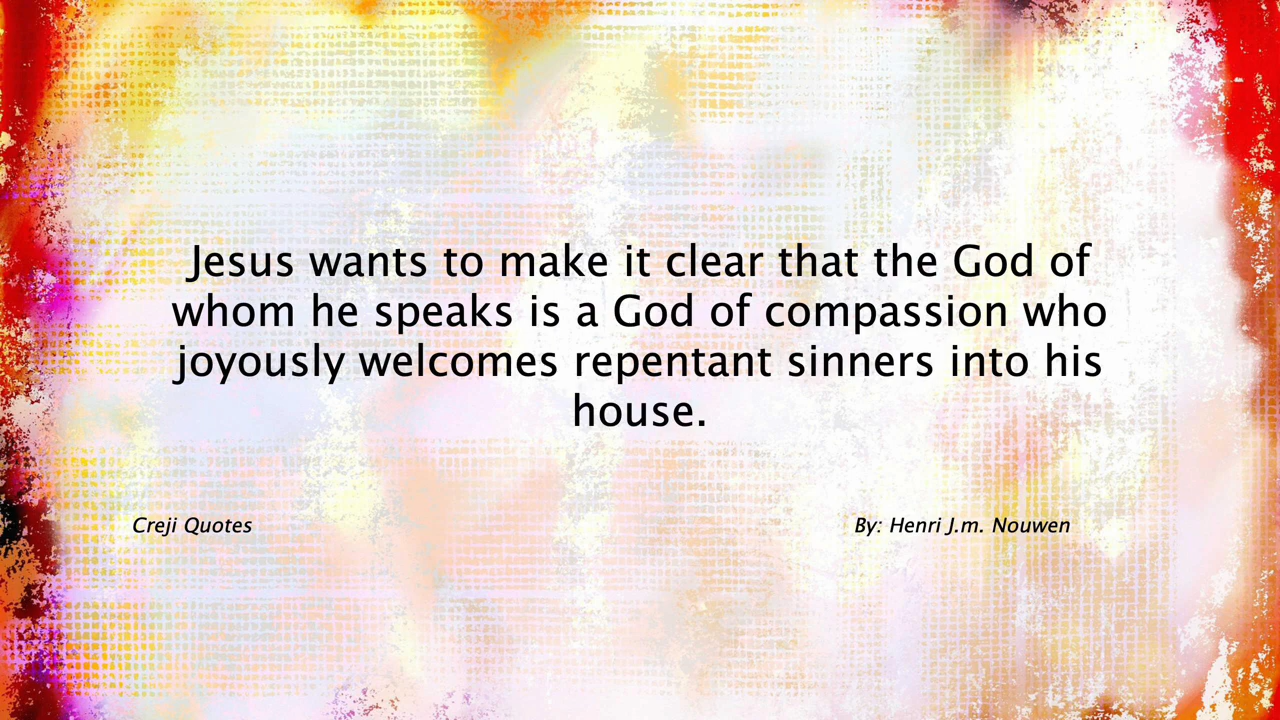 Jesus wants to make it clear that the God of
whom he speaks is a God of compassion who
joyously welcomes repentant sinners into his
house.
Creji Quotes
By: Henri J.m. Nouwen